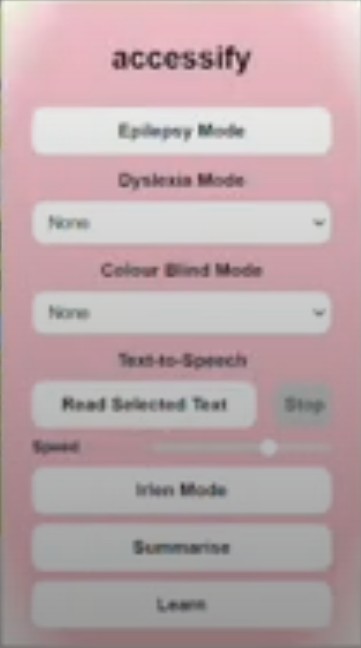 accessify
Epilepsy Mode
Dyslexia Mode
None
Colour Blind Mode
None
Text-to-Speech
Read Selected Text Stop
Speed
Irlen Mode
Summarise
Learn